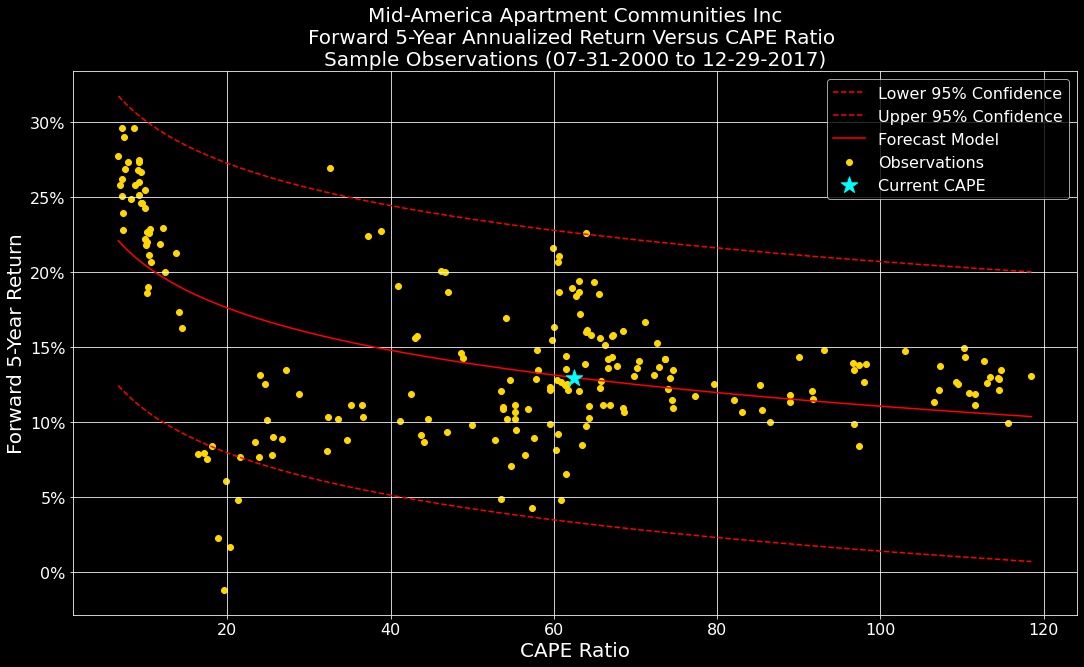 Mid-America Apartment Communities Inc
Forward 5-Year Annualized Return Versus CAPE Ratio
Sample Observations (07-31-2000 to 12-29-2017)
Lower 95% Confidence
Upper 95% Confidence
Forecast Model
Observations
Current CAPE
Forward 5-Year Return
30%
25%
20%
15%
10%
5%
0%
20 40 60 80 100 120
CAPE Ratio